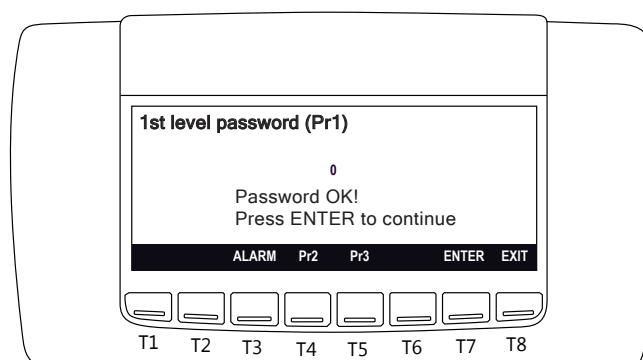 1st level password (Pr1)
0
Password OK!
Press ENTER to continue
ALARM Pr2 Pr3 ENTER EXIT
T1 T2 T3 T4 T5 T6 T7 T8